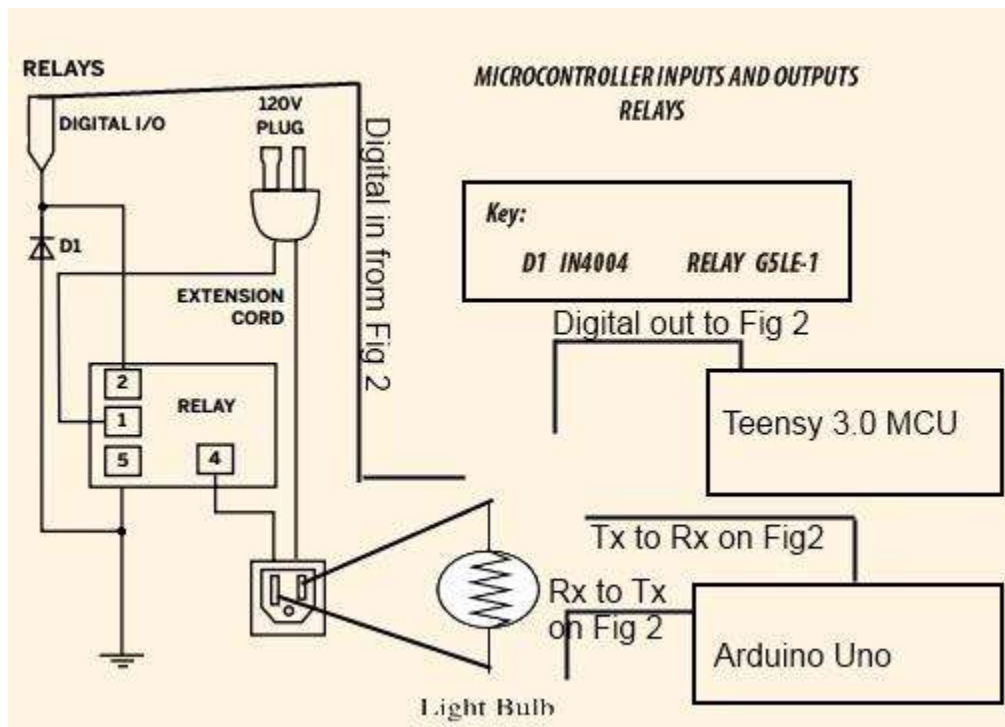 RELAYS
DIGITAL I/O
120V
PLUG
D1
EXTENSION
CORD
Digital in from Fig 2
2
1
RELAY
5
4
MICROCONTROLLER INPUTS AND OUTPUTS
RELAYS
Key:
D1 IN4004 RELAY G5LE-1
Digital out to Fig 2
Teensy 3.0 MCU
Tx to Rx on Fig2
Rx to Tx
on Fig 2
Arduino Uno
Light Bulb